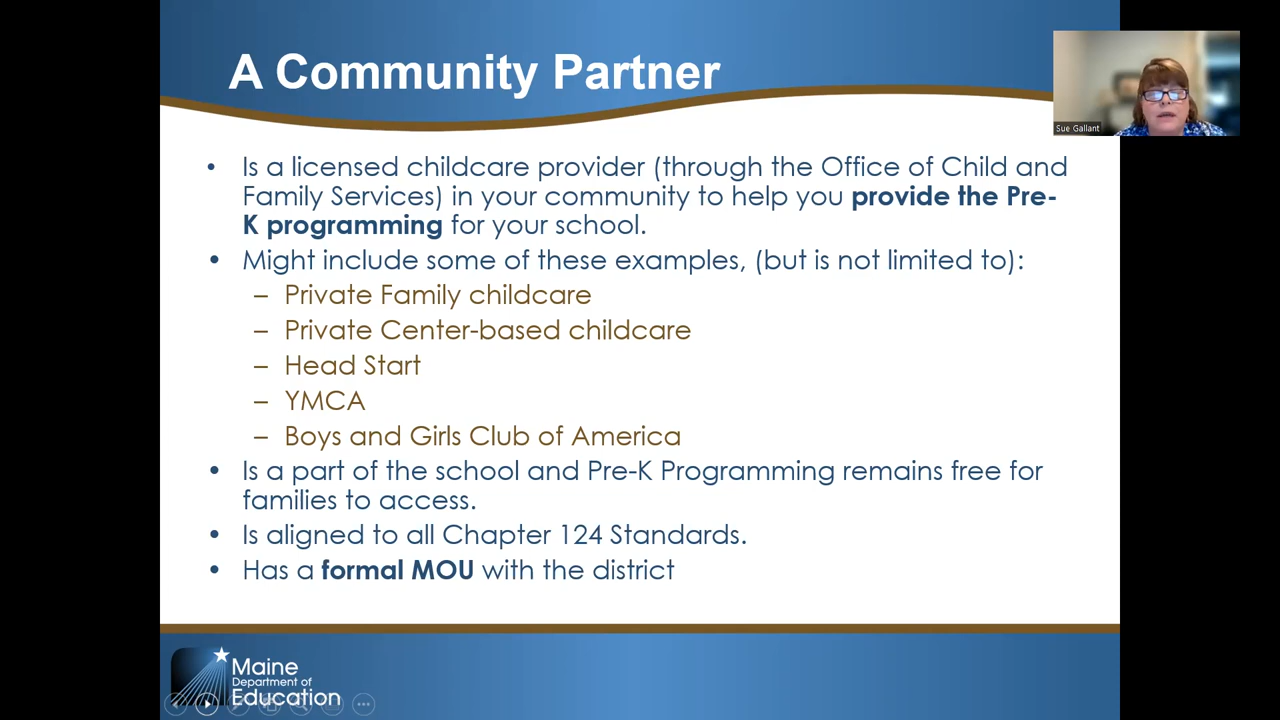 A Community Partner
Sue Gallant
• Is a licensed childcare provider (through the Office of Child and
Family Services) in your community to help you provide the Pre-
K programming for your school.
• Might include some of these examples, (but is not limited to):
– Private Family childcare
– Private Center-based childcare
– Head Start
– YMCA
– Boys and Girls Club of America
• Is a part of the school and Pre-K Programming remains free for
families to access.
• Is aligned to all Chapter 124 Standards.
• Has a formal MOU with the district
Maine
Department of
Education